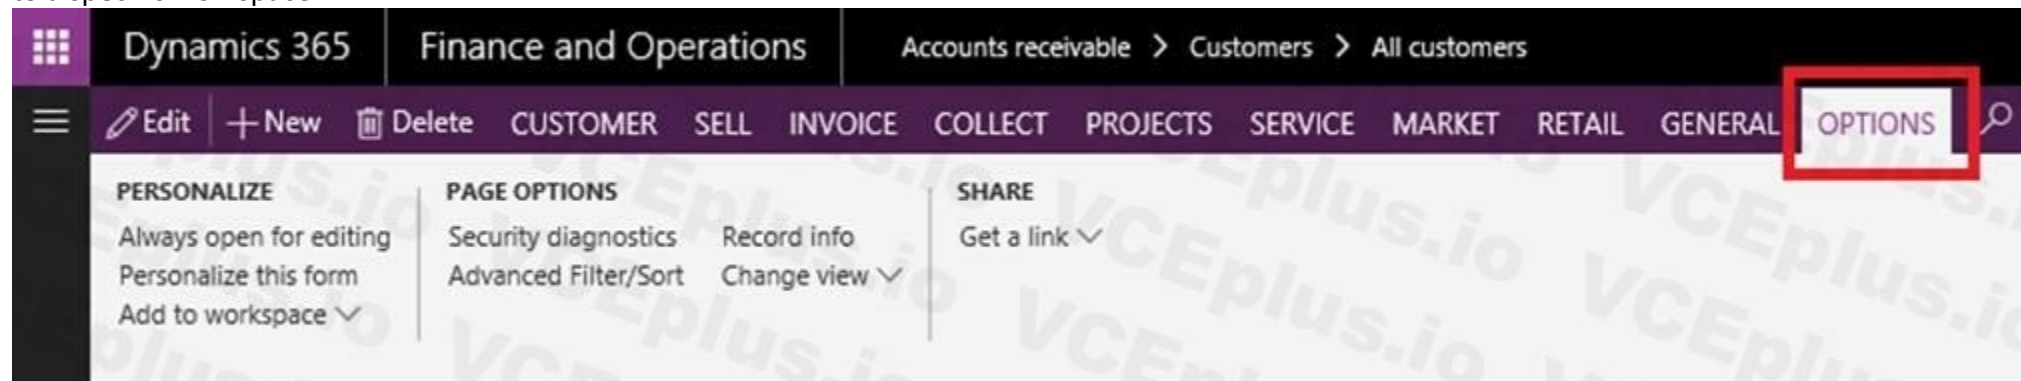 Dynamics 365 Finance and Operations Accounts receivable > Customers > All customers
Edit New Delete CUSTOMER SELL INVOICE COLLECT PROJECTS SERVICE MARKET RETAIL GENERAL OPTIONS
PERSONALIZE
Always open for editing
Personalize this form
Add to workspace
PAGE OPTIONS
Security diagnostics Record info
Advanced Filter/Sort Change view
SHARE
Get a link
VCEplus.io